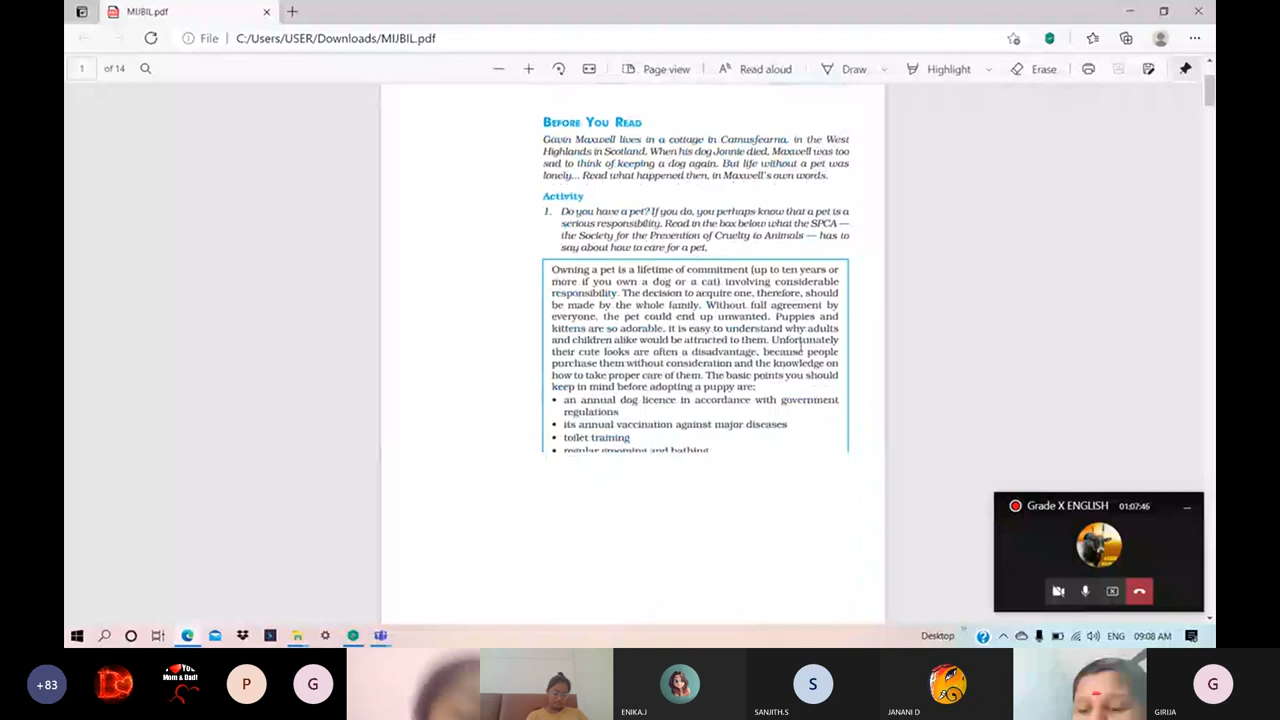 MIJBIL.pdf
File C:/Users/USER/Downloads/MIJBIL.pdf
1 of 14 Page view Read aloud Draw Highlight Erase
BEFORE YOU READ
Gavin Maxwell lives in a cottage in Camusfearna, in the West
Highlands in Scotland. When his dog Jonnie died, Maxwell was too
sad to think of keeping a dog again. But life without a pet was
lonely... Read what happened then, in Maxwell's own words.
Activity
1. Do you have a pet? If you do, you perhaps know that a pet is a
serious responsibility. Read in the box below what the SPCA —
the Society for the Prevention of Cruelty to Animals — has to
say about how to care for a pet.
Owning a pet is a lifetime of commitment (up to ten years or
more if you own a dog or a cat) involving considerable
responsibility. The decision to acquire one, therefore, should
be made by the whole family. Without full agreement by
everyone, the pet could end up unwanted. Puppies and
kittens are so adorable, it is easy to understand why adults
and children alike would be attracted to them. Unfortunately
their cute looks are often a disadvantage, because people
purchase them without consideration and the knowledge on
how to take proper care of them. The basic points you should
keep in mind before adopting a puppy are:
• an annual dog licence in accordance with government
regulations
• its annual vaccination against major diseases
• toilet training
• regular grooming and bathing
Grade X ENGLISH 01:07:46
Desktop ENG 09:08 AM
+83
Mom & Dad!
P
G
ENIKA.J
S
SANJITH.S
JANANI D
G
GIRIJA